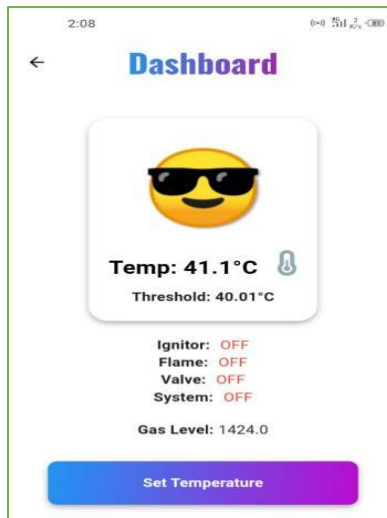 2:08
Dashboard
Temp: 41.1°C
Threshold: 40.01°C
Ignitor: OFF
Flame: OFF
Valve: OFF
System: OFF
Gas Level: 1424.0
Set Temperature